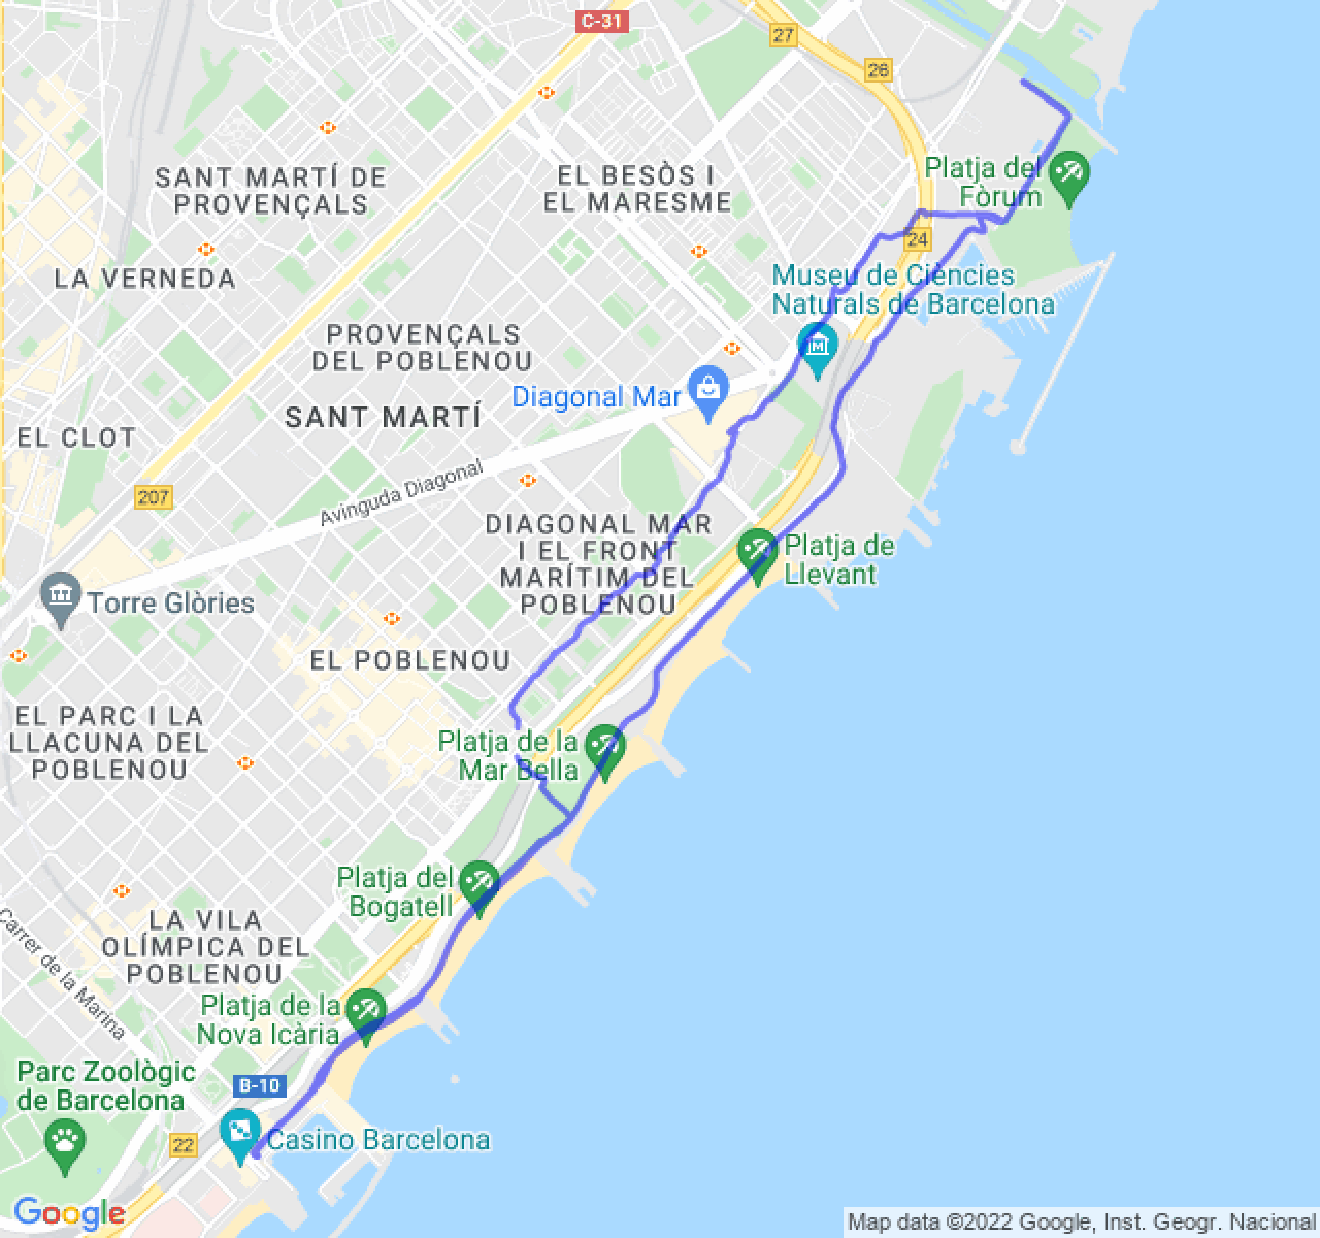 C-31
27
26
SANT MARTÍ DE
PROVENÇALS
EL BESÒS I
EL MARESME
Platja del
Fòrum
24
LA VERNEDA
Museu de Ciències
Naturals de Barcelona
PROVENÇALS
DEL POBLENOU
Diagonal Mar
SANT MARTÍ
EL CLOT
207
Avinguda Diagonal
DIAGONAL MAR
I EL FRONT
MARÍTIM DEL
POBLENOU
Platja de
Llevant
Torre Glòries
EL POBLENOU
EL PARC I LA
LLACUNA DEL
POBLENOU
Platja de la
Mar Bella
Platja del
Bogatell
LA VILA
OLÍMPICA DEL
POBLENOU
Carrer de la Marina
Platja de la
Nova Icària
Parc Zoològic
de Barcelona
B-10
22
Casino Barcelona
Google
Map data ©2022 Google, Inst. Geogr. Nacional